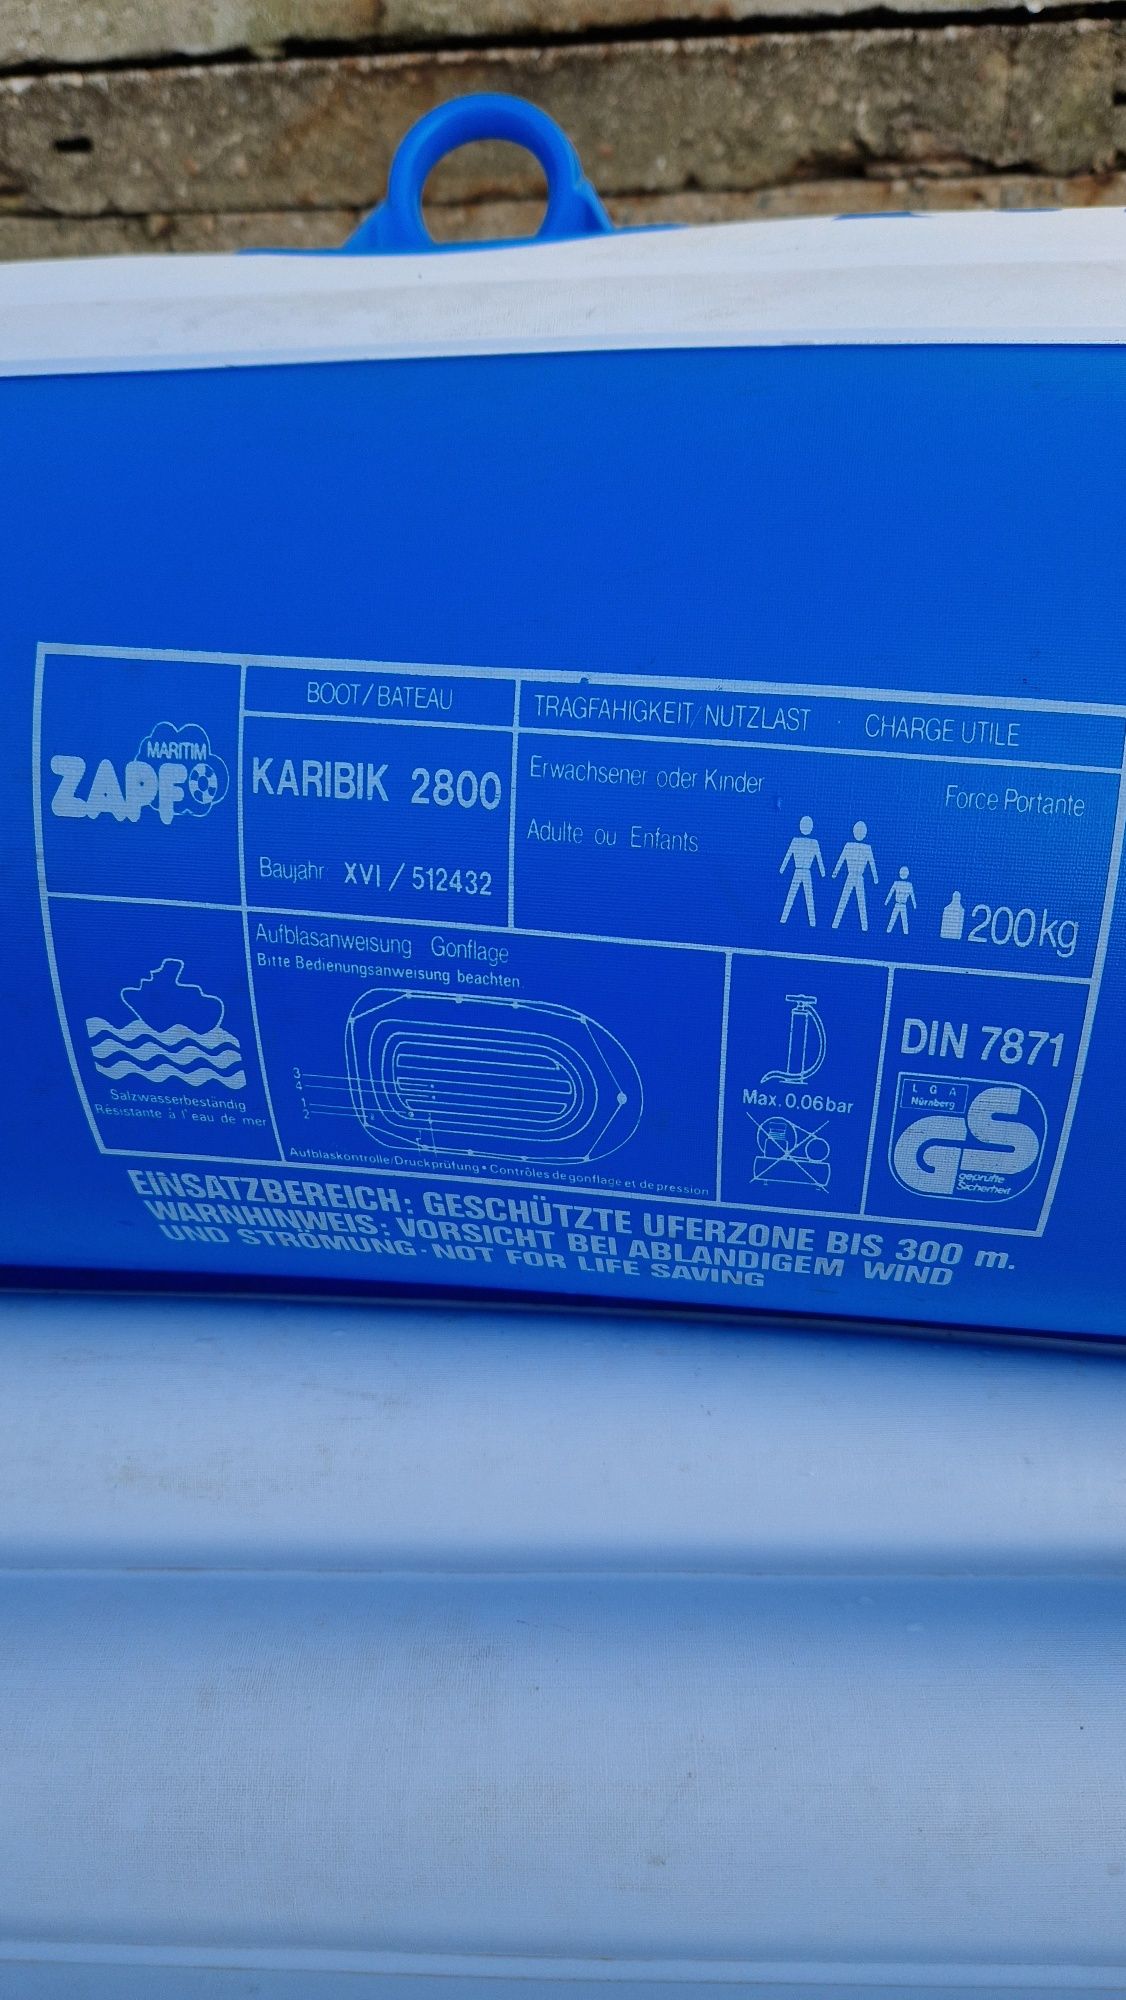 BOOT/BATEAU
TRAGFAHIGKEIT/NUTZLAST · CHARGE UTILE
MARITIM
ZAPF
KARIBIK 2800
Baujahr XVI / 512432
Erwachsener oder Kinder
Force Portante
Adulte ou Enfants
200kg
Salzwasserbeständig
Résistante à l'eau de mer
Aufblasanweisung Gonflage
Bitte Bedienungsanweisung beachten.
3
4
1
2
Aufblaskontrolle/Druckprüfung • Contrôles de gonflage et de pression
Max. 0,06bar
DIN 7871
L G A
Nürnberg
GS
geprüfte
Sicherheit
EINSATZBEREICH: GESCHÜTZTE UFERZONE BIS 300 m.
WARNHINWEIS: VORSICHT BEI ABLANDIGEM WIND
UND STRÖMUNG · NOT FOR LIFE SAVING